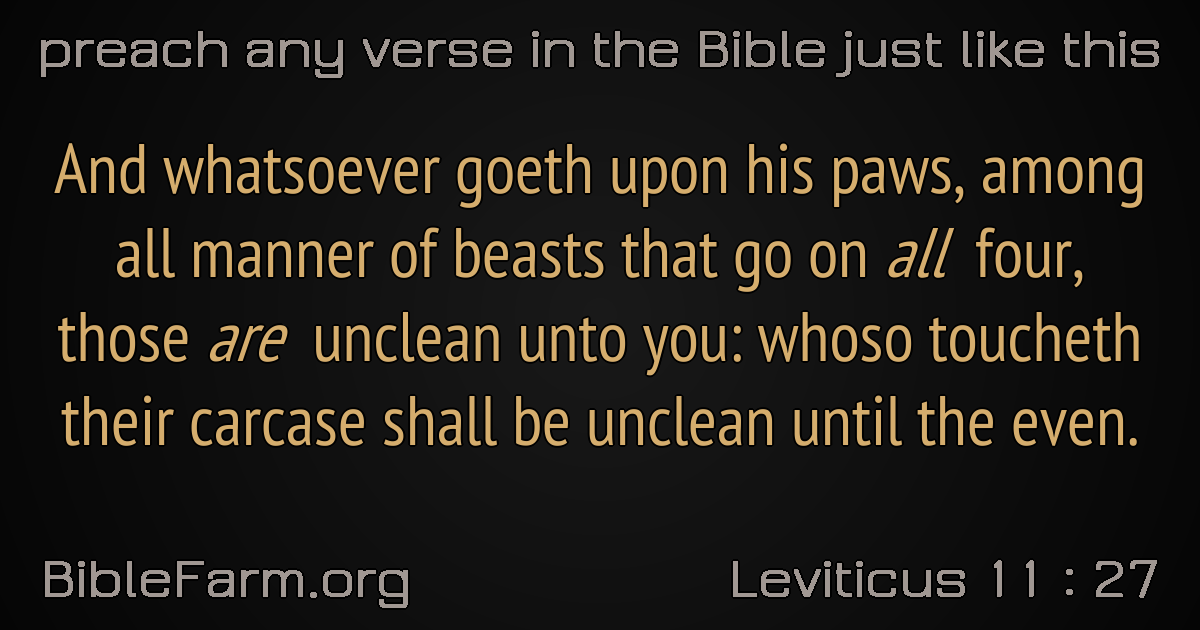 preach any verse in the Bible just like this
And whatsoever goeth upon his paws, among
all manner of beasts that go on all four,
those are unclean unto you: whoso toucheth
their carcase shall be unclean until the even.
BibleFarm.org
Leviticus 11 : 27